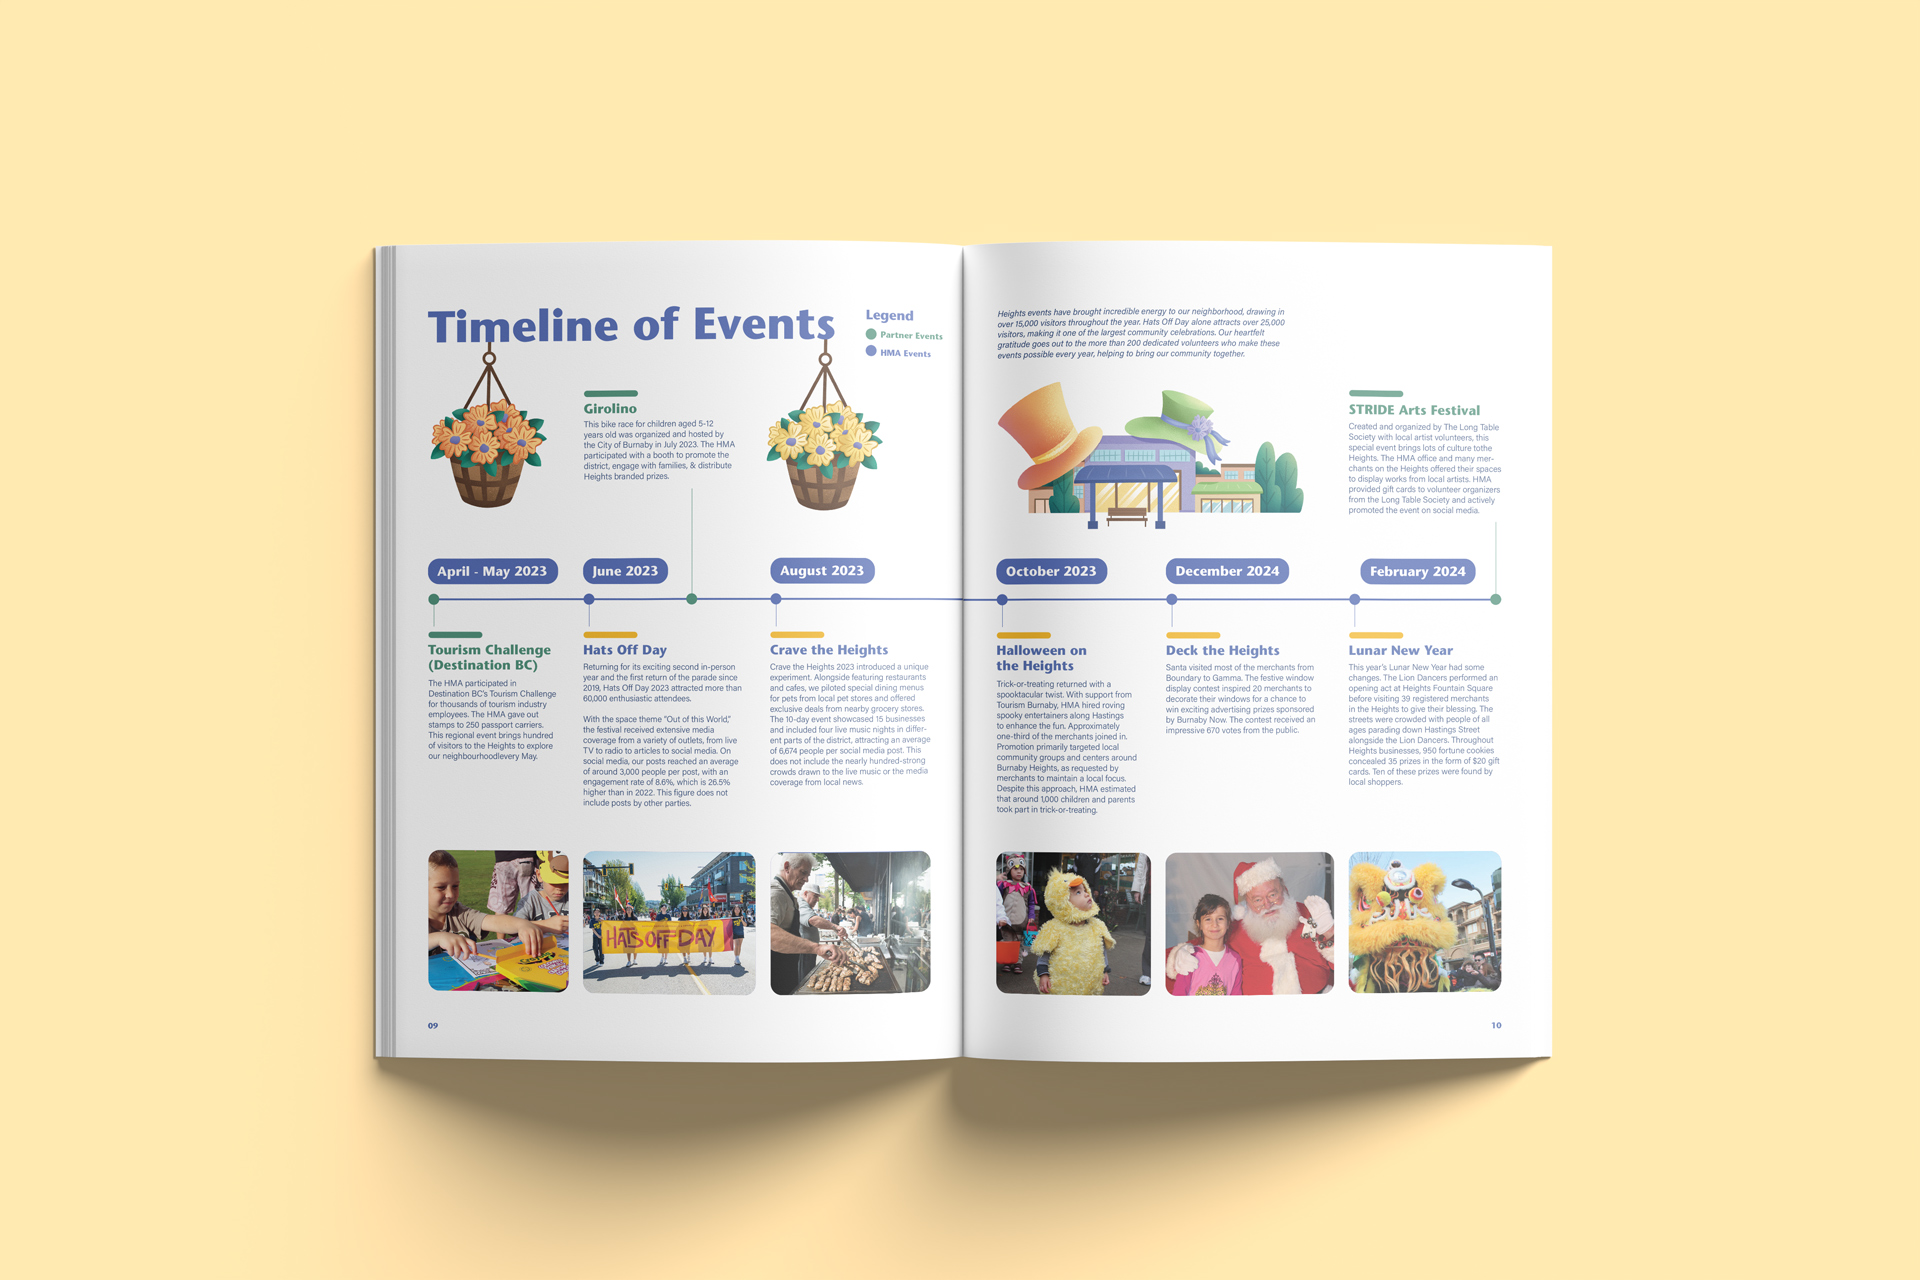 Timeline of Events
Legend
Partner Events
HMA Events
Girolino
This bike race for children aged 5-12
years old was organized and hosted by
the City of Burnaby in July 2023. The HMA
participated with a booth to promote the
district, engage with families, & distribute
Heights branded prizes.
April - May 2023
June 2023
August 2023
Tourism Challenge
(Destination BC)
The HMA participated in
Destination BC's Tourism Challenge
for thousands of tourism industry
employees. The HMA gave out
stamps to 250 passport carriers.
This regional event brings hundred
of visitors to the Heights to explore
our neighbourhoodlevery May.
Hats Off Day
Returning for its exciting second in-person
year and the first return of the parade since
2019, Hats Off Day 2023 attracted more than
60,000 enthusiastic attendees.
With the space theme "Out of this World,"
the festival received extensive media
coverage from a variety of outlets, from live
TV to radio to articles to social media. On
social media, our posts reached an average
of around 3,000 people per post, with an
engagement rate of 8.6%, which is 26.5%
higher than in 2022. This figure does not
include posts by other parties.
Crave the Heights
Crave the Heights 2023 introduced a unique
experiment. Alongside featuring restaurants
and cafes, we piloted special dining menus
for pets from local pet stores and offered
exclusive deals from nearby grocery stores.
The 10-day event showcased 15 businesses
and included four live music nights in differ-
ent parts of the district, attracting an average
of 6,674 people per social media post. This
does not include the nearly hundred-strong
crowds drawn to the live music or the media
coverage from local news.
HATS OFF DAY
09
Heights events have brought incredible energy to our neighborhood, drawing in
over 15,000 visitors throughout the year. Hats Off Day alone attracts over 25,000
visitors, making it one of the largest community celebrations. Our heartfelt
gratitude goes out to the more than 200 dedicated volunteers who make these
events possible every year, helping to bring our community together.
STRIDE Arts Festival
Created and organized by The Long Table
Society with local artist volunteers, this
special event brings lots of culture tothe
Heights. The HMA office and many mer-
chants on the Heights offered their spaces
to display works from local artists. HMA
provided gift cards to volunteer organizers
from the Long Table Society and actively
promoted the event on social media.
October 2023
December 2024
February 2024
Halloween on
the Heights
Trick-or-treating returned with a
spooktacular twist. With support from
Tourism Burnaby, HMA hired roving
spooky entertainers along Hastings
to enhance the fun. Approximately
one-third of the merchants joined in.
Promotion primarily targeted local
community groups and centers around
Burnaby Heights, as requested by
merchants to maintain a local focus.
Despite this approach, HMA estimated
that around 1,000 children and parents
took part in trick-or-treating.
Deck the Heights
Santa visited most of the merchants from
Boundary to Gamma. The festive window
display contest inspired 20 merchants to
decorate their windows for a chance to
win exciting advertising prizes sponsored
by Burnaby Now. The contest received an
impressive 670 votes from the public.
Lunar New Year
This year's Lunar New Year had some
changes. The Lion Dancers performed an
opening act at Heights Fountain Square
before visiting 39 registered merchants
in the Heights to give their blessing. The
streets were crowded with people of all
ages parading down Hastings Street
alongside the Lion Dancers. Throughout
Heights businesses, 950 fortune cookies
concealed 35 prizes in the form of $20 gift
cards. Ten of these prizes were found by
local shoppers.
10